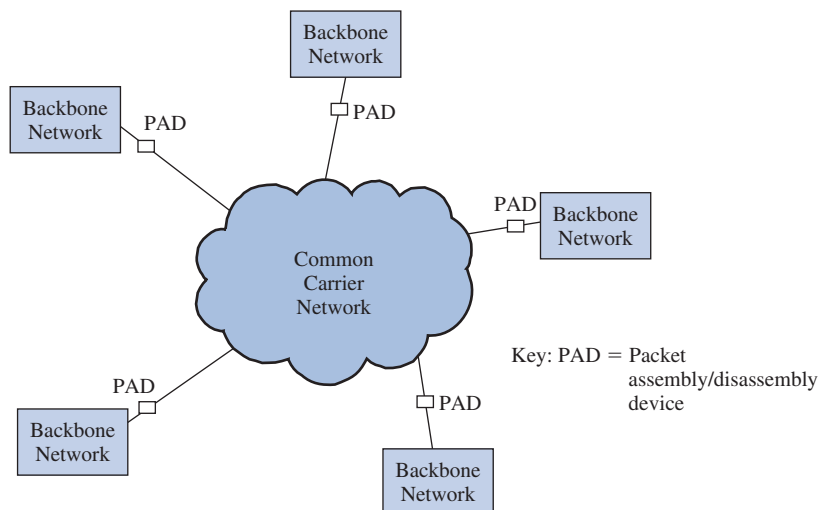 Backbone
Network
PAD
Backbone
Network
PAD
PAD
Backbone
Network
Common
Carrier
Network
Key: PAD = Packet
assembly/disassembly
device
PAD
Backbone
Network
PAD
Backbone
Network